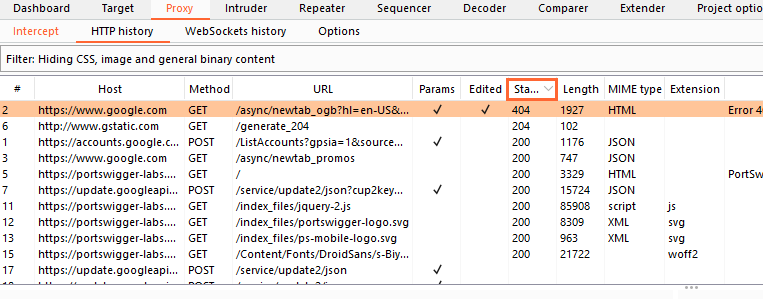 Dashboard Target Proxy Intruder Repeater Sequencer Decoder Comparer Extender Project option
Intercept HTTP history WebSockets history Options
Filter: Hiding CSS, image and general binary content
# Host Method URL Params Edited Sta... Length MIME type Extension
2 https://www.google.com GET /async/newtab_ogb?hl=en-US&... ✓ ✓ 404 1927 HTML Error 40
6 http://www.gstatic.com GET /generate_204 204 102
1 https://accounts.google.c... POST /ListAccounts?gpsia=1&source... ✓ 200 1176 JSON
3 https://www.google.com GET /async/newtab_promos 200 747 JSON
5 https://portswigger-labs.... GET / 200 3329 HTML PortSw
7 https://update.googleapi... POST /service/update2/json?cup2key... ✓ 200 15724 JSON
11 https://portswigger-labs.... GET /index_files/jquery-2.js 200 85908 script js
12 https://portswigger-labs.... GET /index_files/portswigger-logo.svg 200 8309 XML svg
13 https://portswigger-labs.... GET /index_files/ps-mobile-logo.svg 200 963 XML svg
15 https://portswigger-labs.... GET /Content/Fonts/DroidSans/s-Biy... 200 21722 woff2
17 https://update.googleapi... POST /service/update2/json ✓